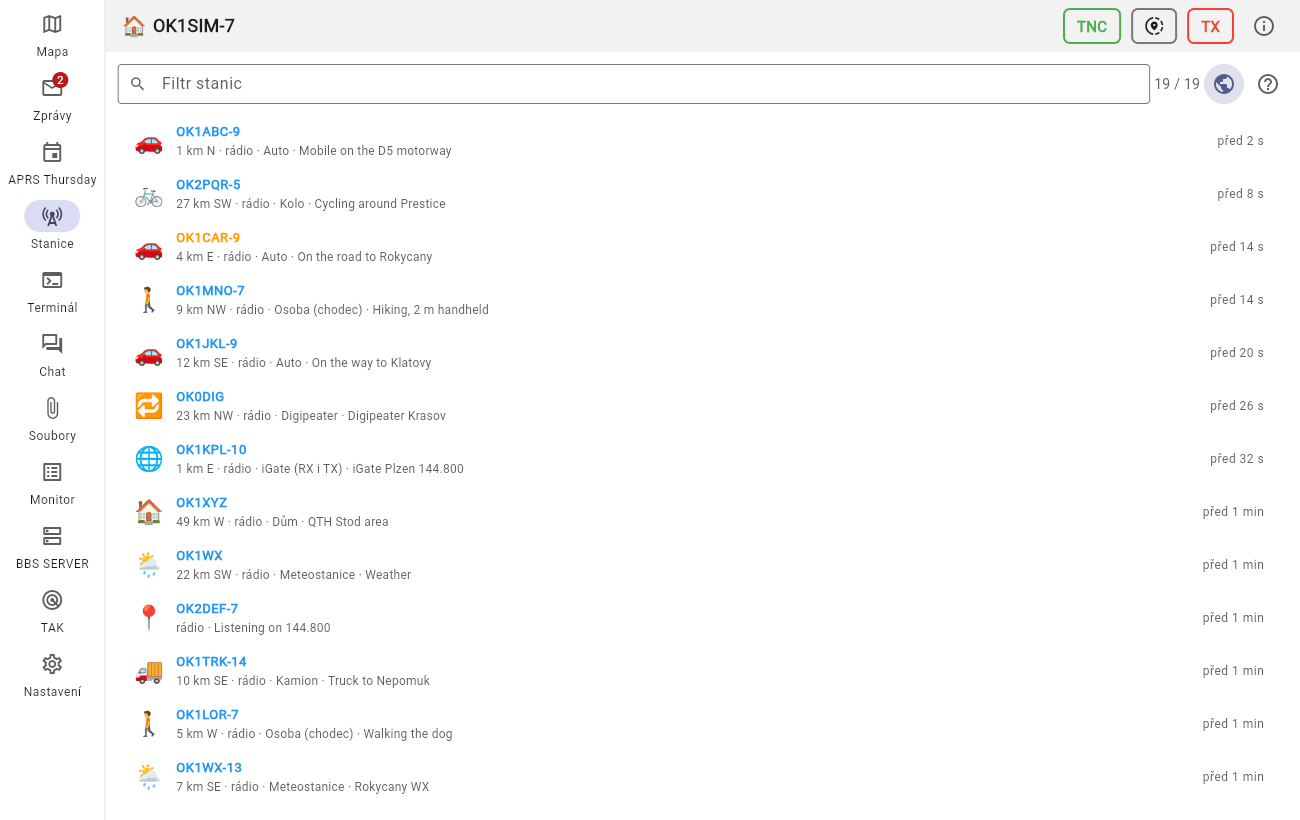 OK1SIM-7
TNC
TX
Mapa
2
Zprávy
APRS Thursday
Stanice
Terminál
Chat
Soubory
Monitor
BBS SERVER
TAK
Nastavení
Filtr stanic
19 / 19
OK1ABC-9
1 km N · rádio · Auto · Mobile on the D5 motorway
před 2 s
OK2PQR-5
27 km SW · rádio · Kolo · Cycling around Prestice
před 8 s
OK1CAR-9
4 km E · rádio · Auto · On the road to Rokycany
před 14 s
OK1MNO-7
9 km NW · rádio · Osoba (chodec) · Hiking, 2 m handheld
před 14 s
OK1JKL-9
12 km SE · rádio · Auto · On the way to Klatovy
před 20 s
OK0DIG
23 km NW · rádio · Digipeater · Digipeater Krasov
před 26 s
OK1KPL-10
1 km E · rádio · iGate (RX i TX) · iGate Plzen 144.800
před 32 s
OK1XYZ
49 km W · rádio · Dům · QTH Stod area
před 1 min
OK1WX
22 km SW · rádio · Meteostanice · Weather
před 1 min
OK2DEF-7
rádio · Listening on 144.800
před 1 min
OK1TRK-14
10 km SE · rádio · Kamion · Truck to Nepomuk
před 1 min
OK1LOR-7
5 km W · rádio · Osoba (chodec) · Walking the dog
před 1 min
OK1WX-13
7 km SE · rádio · Meteostanice · Rokycany WX
před 1 min